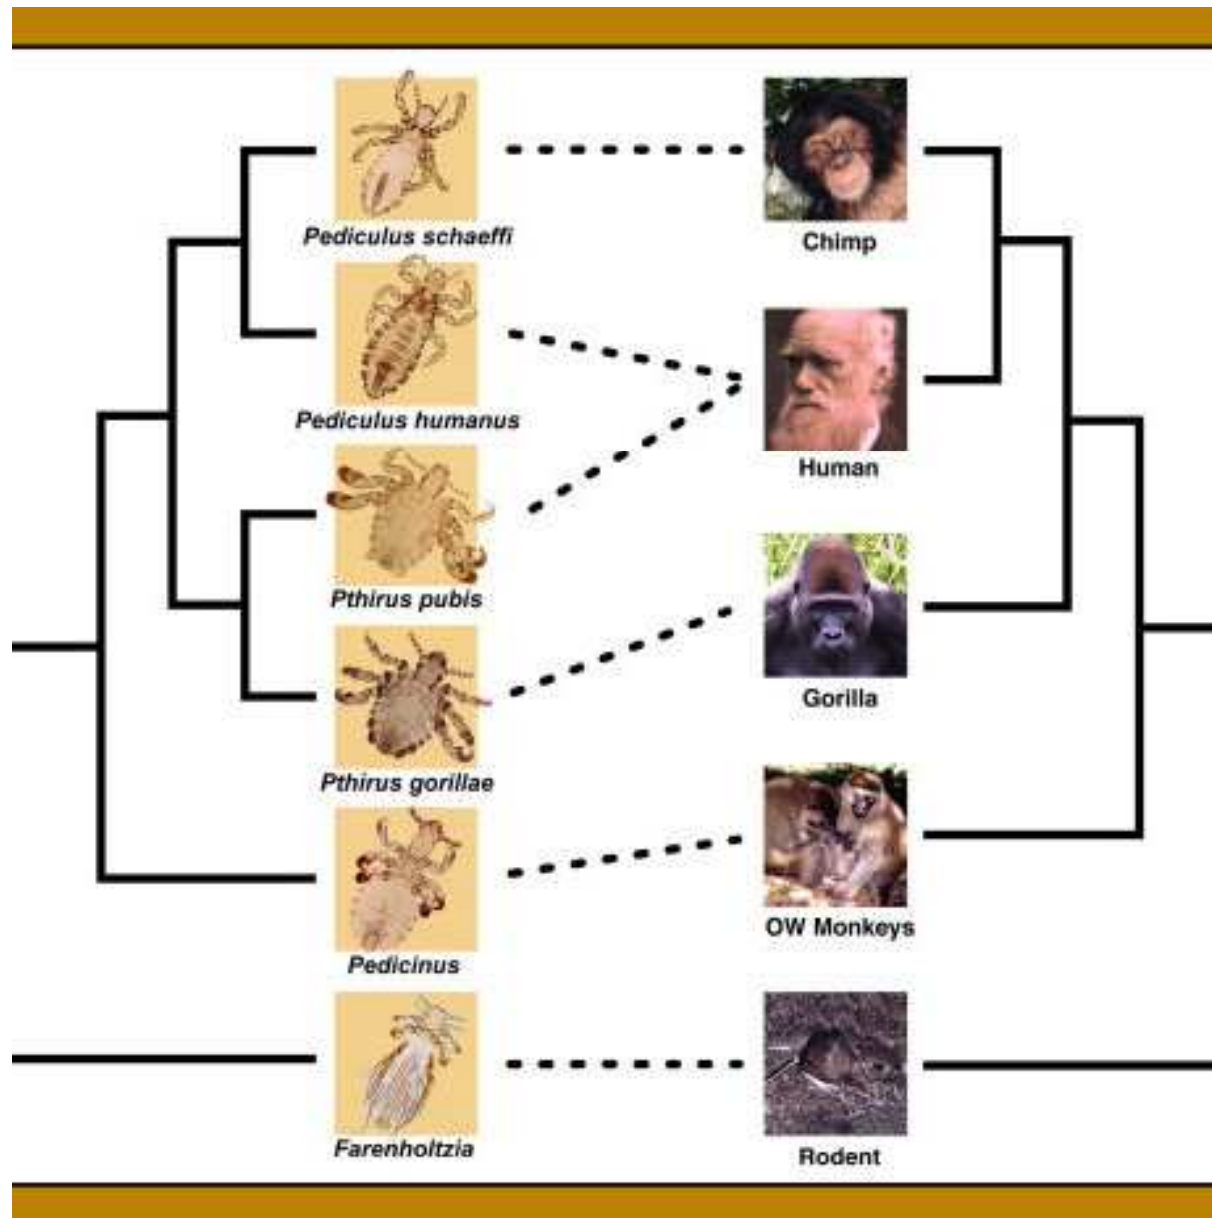 Pediculus schaeffi
Chimp
Pediculus humanus
Human
Pthirus pubis
Gorilla
Pthirus gorillae
OW Monkeys
Pedicinus
Farenholtzia
Rodent